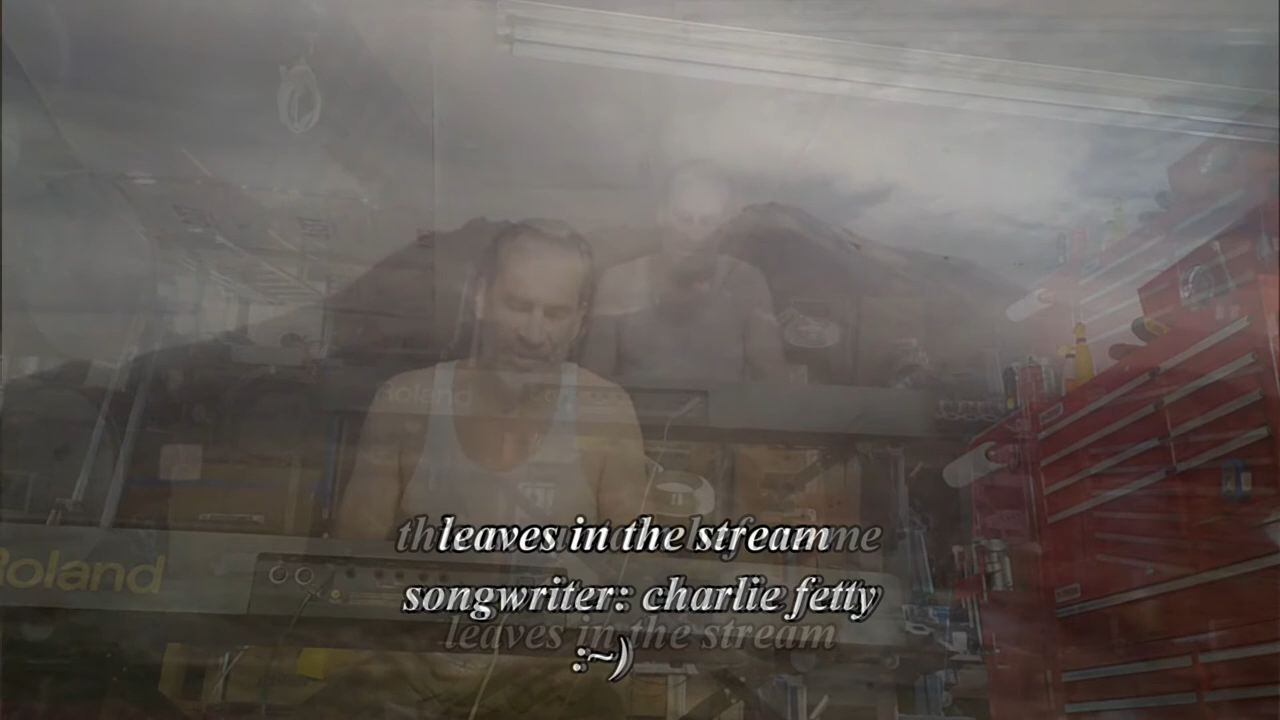 Roland
leaves in the stream
songwriter: charlie fetty
leaves in the stream
:~)
Roland